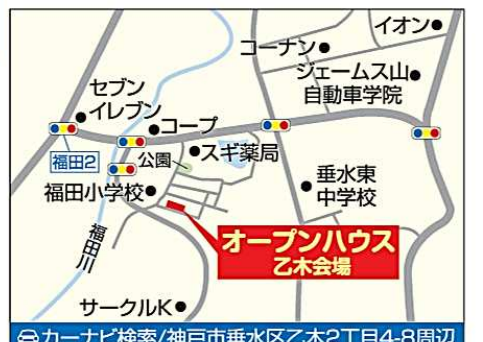 イオン
コーナン
ジェームス山
自動車学院
セブン
イレブン
コープ
福田2
公園
スギ薬局
福田小学校
垂水東
中学校
福田川
オープンハウス
乙木会場
サークルK
カーナビ検索/神戸市垂水区乙木2丁目4-8周辺